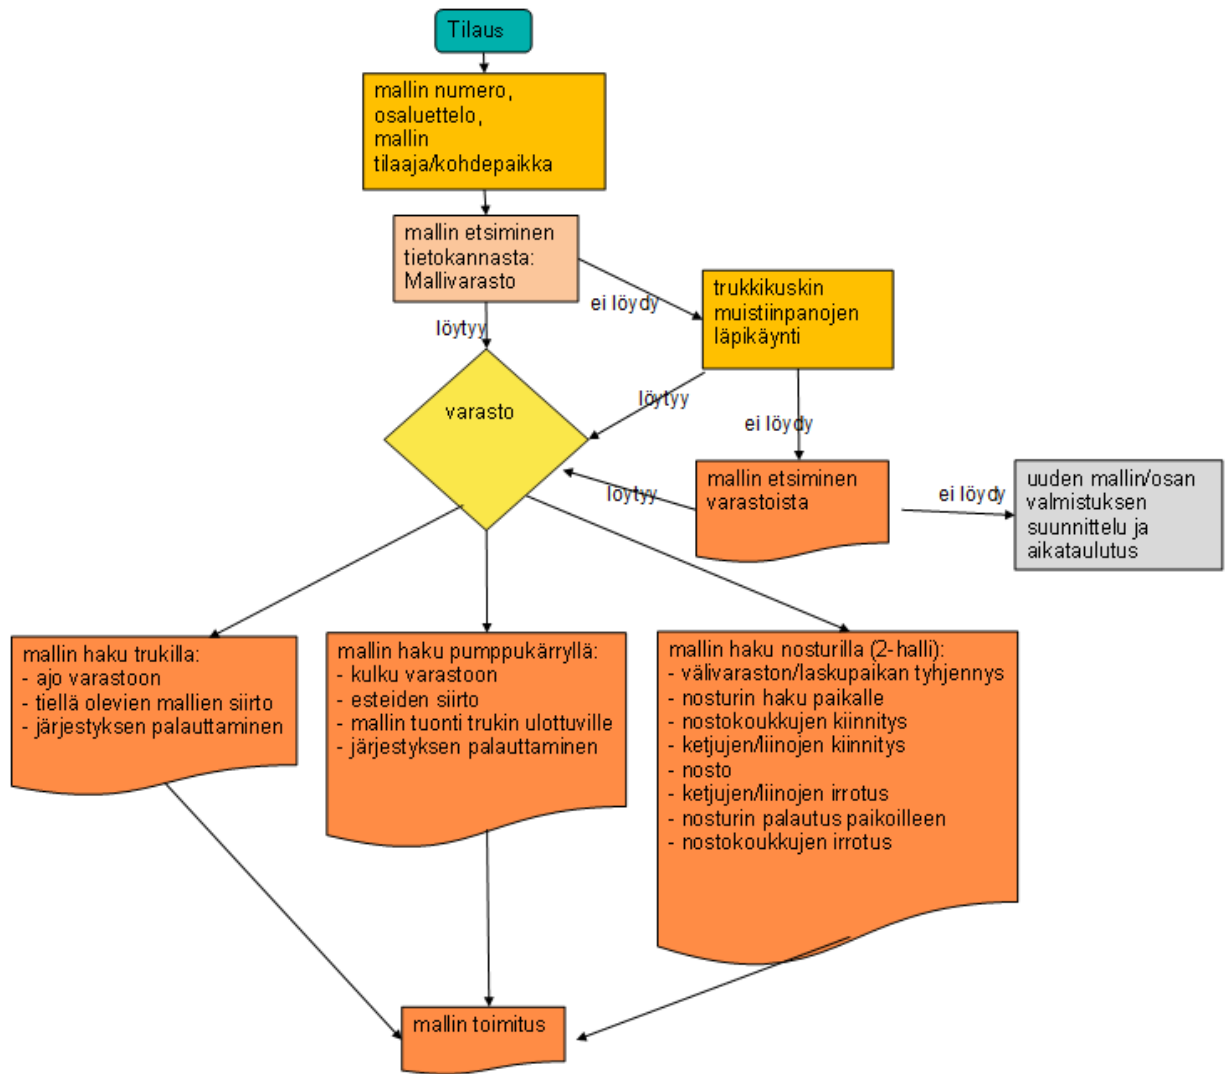 Tilaus
mallin numero,
osaluettelo,
mallin
tilaaja/kohdepaikka
mallin etsiminen
tietokannasta:
Mallivarasto
ei löydy
trukkikuskin
muistiinpanojen
läpikäynti
löytyy
varasto
löytyy
ei löydy
mallin etsiminen
varastoista
löytyy
ei löydy
uuden mallin/osan
valmistuksen
suunnittelu ja
aikataulutus
mallin haku trukilla:
- ajo varastoon
- tiellä olevien mallien siirto
- järjestyksen palauttaminen
mallin haku pumppukärryllä:
- kulku varastoon
- esteiden siirto
- mallin tuonti trukin ulottuville
- järjestyksen palauttaminen
mallin haku nosturilla (2-halli):
- välivaraston/laskupaikan tyhjennys
- nosturin haku paikalle
- nostokoukkujen kiinnitys
- ketjujen/liinojen kiinnitys
- nosto
- ketjujen/liinojen irrotus
- nosturin palautus paikoilleen
- nostokoukkujen irrotus
mallin toimitus